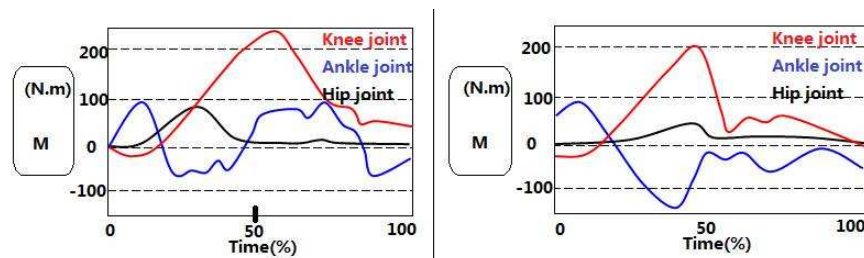 200
(N.m)
100
M
0
-100
Knee joint
Ankle joint
Hip joint
0
50
100
Time(%)
200
(N.m)
100
M
0
-100
Knee joint
Ankle joint
Hip joint
0
50
100
Time(%)